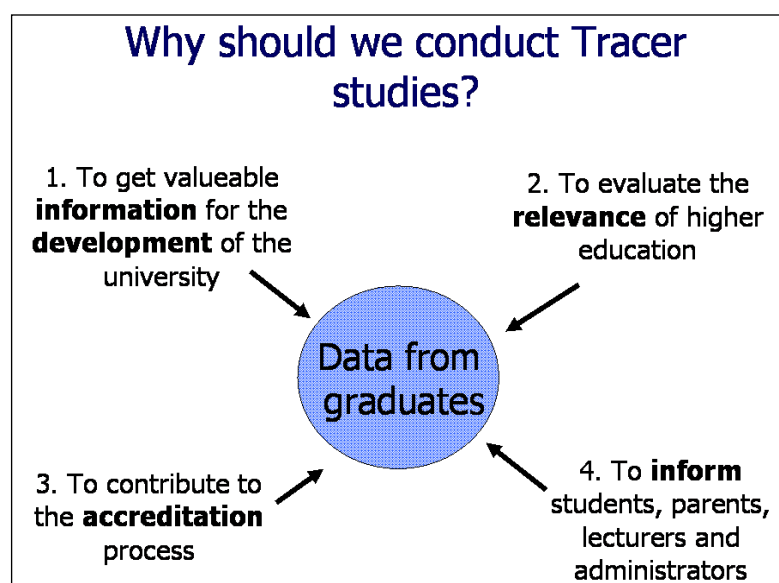 Why should we conduct Tracer
studies?
1. To get valueable
information for the
development of the
university
2. To evaluate the
relevance of higher
education
Data from
graduates
3. To contribute to
the accreditation
process
4. To inform
students, parents,
lecturers and
administrators